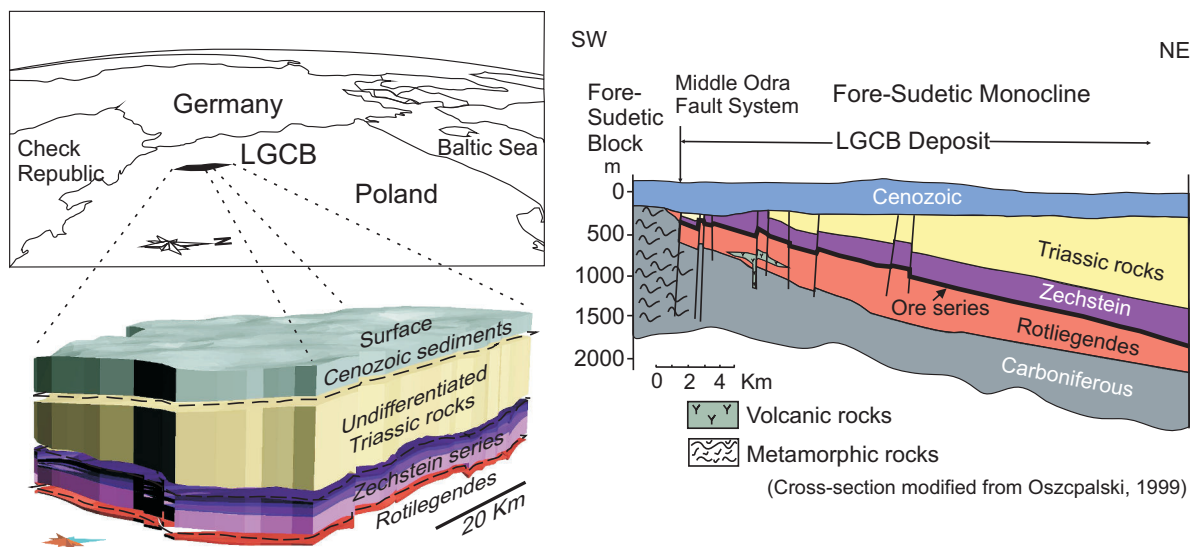 Germany
Check
Republic
LGCB
Baltic Sea
Poland
N
Surface
Cenozoic sediments
Undifferentiated
Triassic rocks
Zechstein series
Rotilegendes
20 Km
SW
NE
Fore-
Sudetic
Block
m
Middle Odra
Fault System
Fore-Sudetic Monocline
LGCB Deposit
0
500
1000
1500
2000
Cenozoic
Triassic rocks
Zechstein
Ore series
Rotliegendes
Carboniferous
0 2 4 Km
Y Y Y Volcanic rocks
Metamorphic rocks
(Cross-section modified from Oszcpalski, 1999)